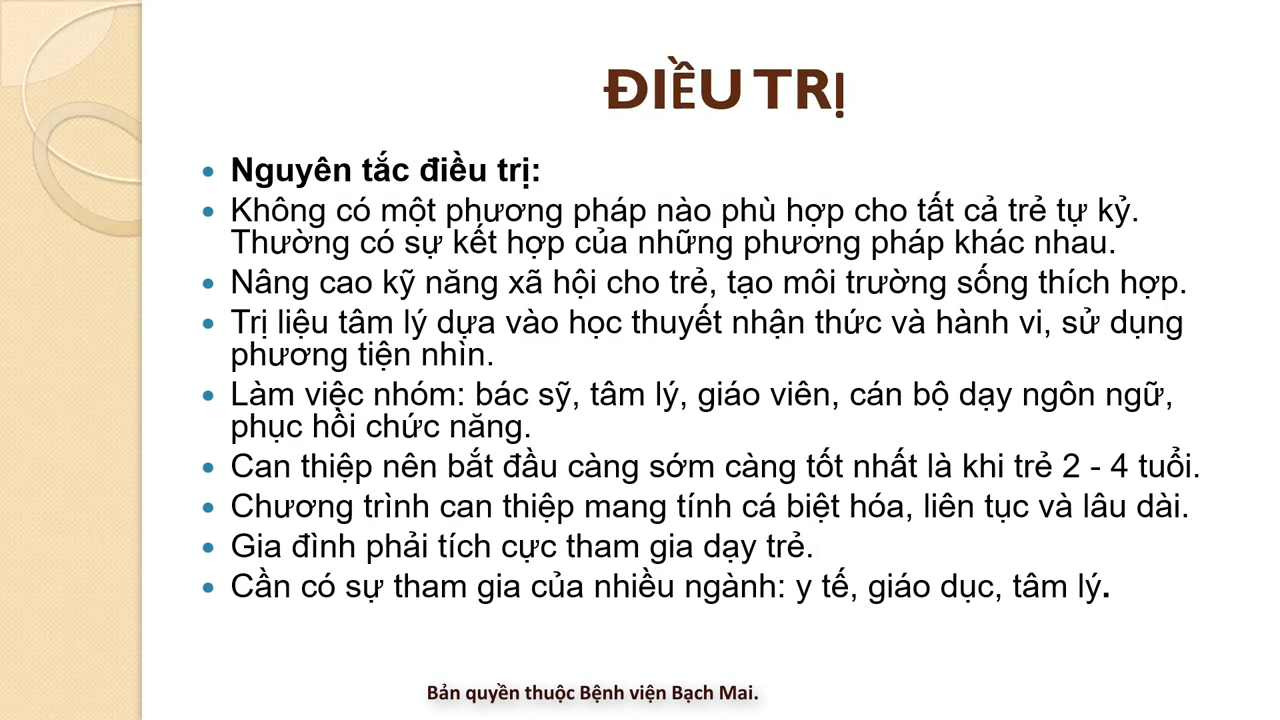 ĐIỀU TRỊ
Nguyên tắc điều trị:
Không có một phương pháp nào phù hợp cho tất cả trẻ tự kỷ.
Thường có sự kết hợp của những phương pháp khác nhau.
Nâng cao kỹ năng xã hội cho trẻ, tạo môi trường sống thích hợp.
Trị liệu tâm lý dựa vào học thuyết nhận thức và hành vi, sử dụng
phương tiện nhìn.
Làm việc nhóm: bác sỹ, tâm lý, giáo viên, cán bộ dạy ngôn ngữ,
phục hồi chức năng.
Can thiệp nên bắt đầu càng sớm càng tốt nhất là khi trẻ 2 - 4 tuổi.
Chương trình can thiệp mang tính cá biệt hóa, liên tục và lâu dài.
Gia đình phải tích cực tham gia dạy trẻ.
Cần có sự tham gia của nhiều ngành: y tế, giáo dục, tâm lý.
Bản quyền thuộc Bệnh viện Bạch Mai.